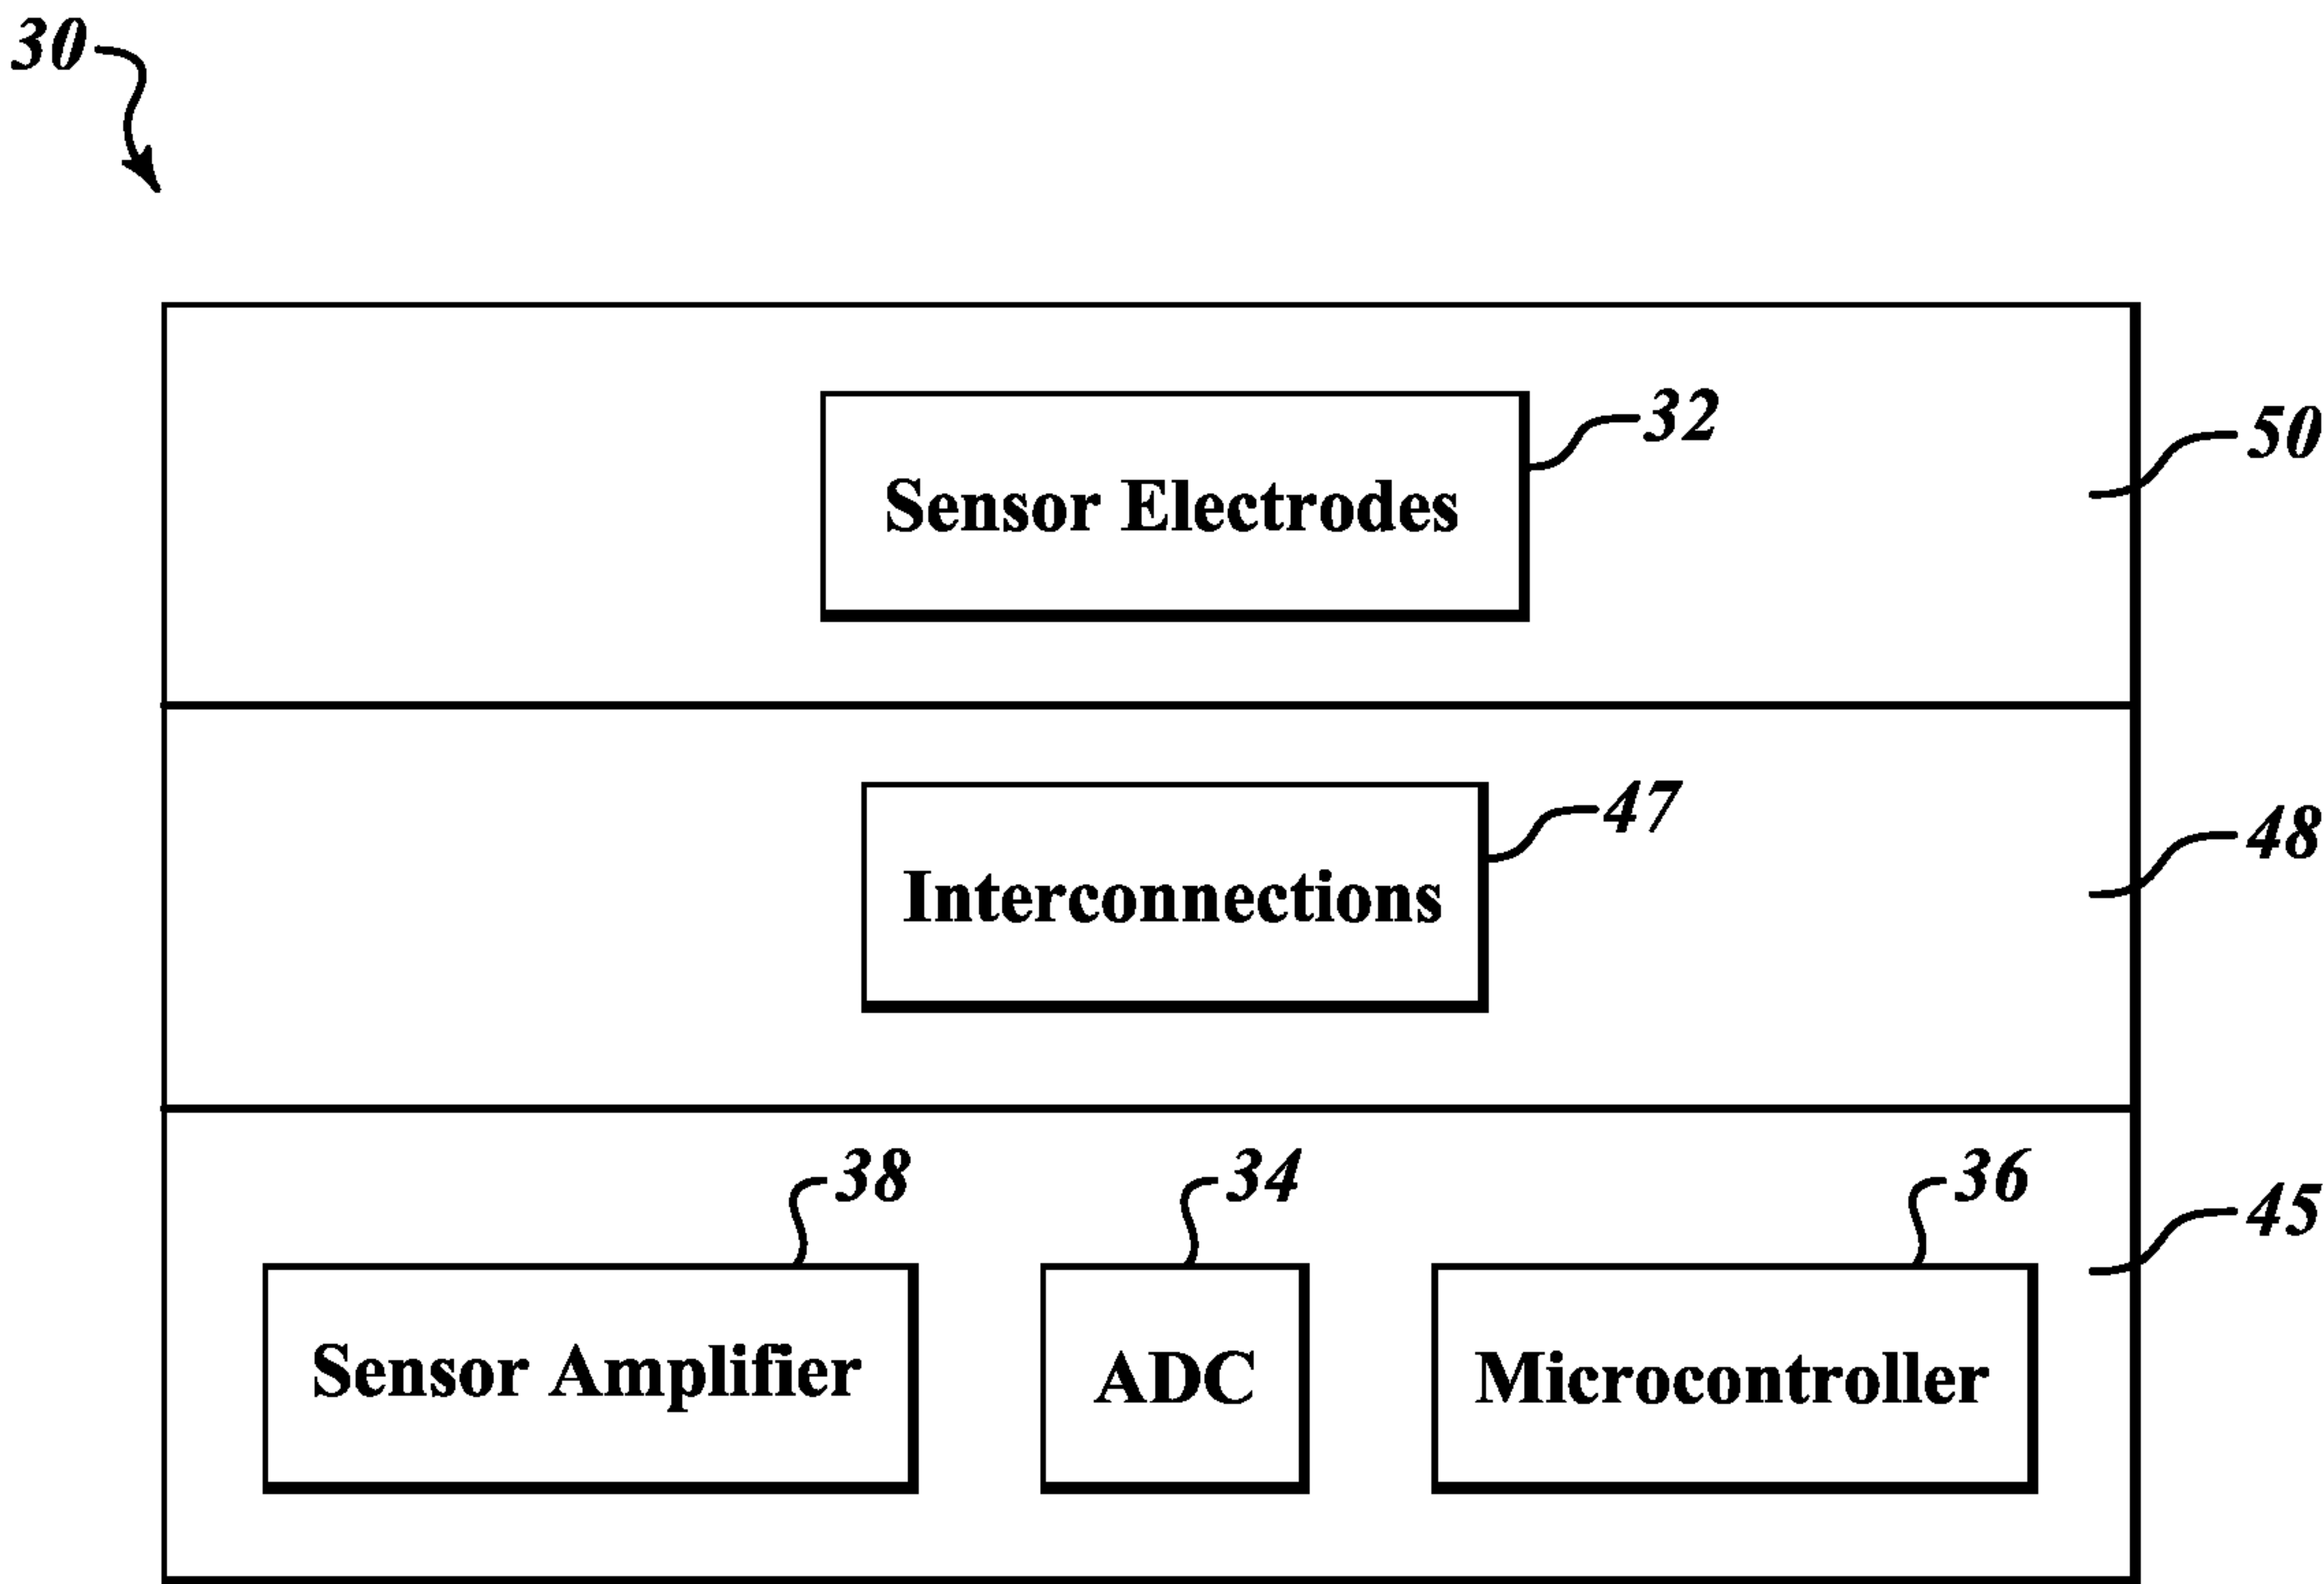 30
32
Sensor Electrodes
50
47
Interconnections
48
38
34
36
45
Sensor Amplifier
ADC
Microcontroller